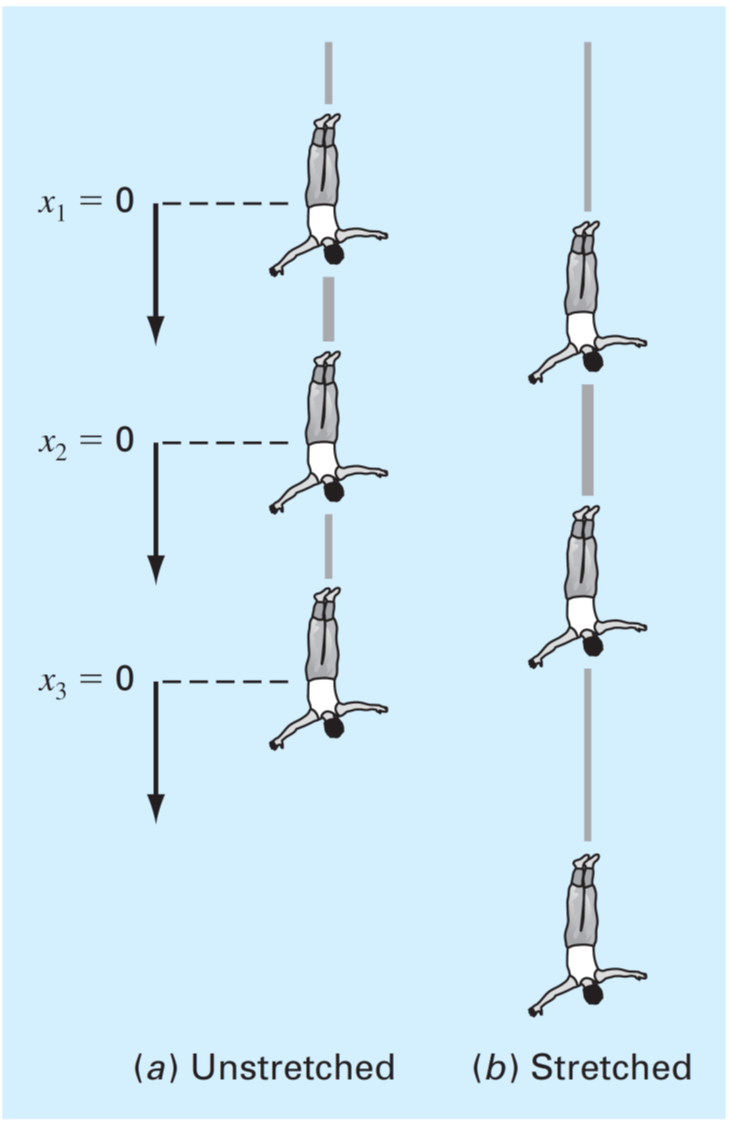 x₁ = 0
x₂ = 0
x₃ = 0
(a) Unstretched
(b) Stretched